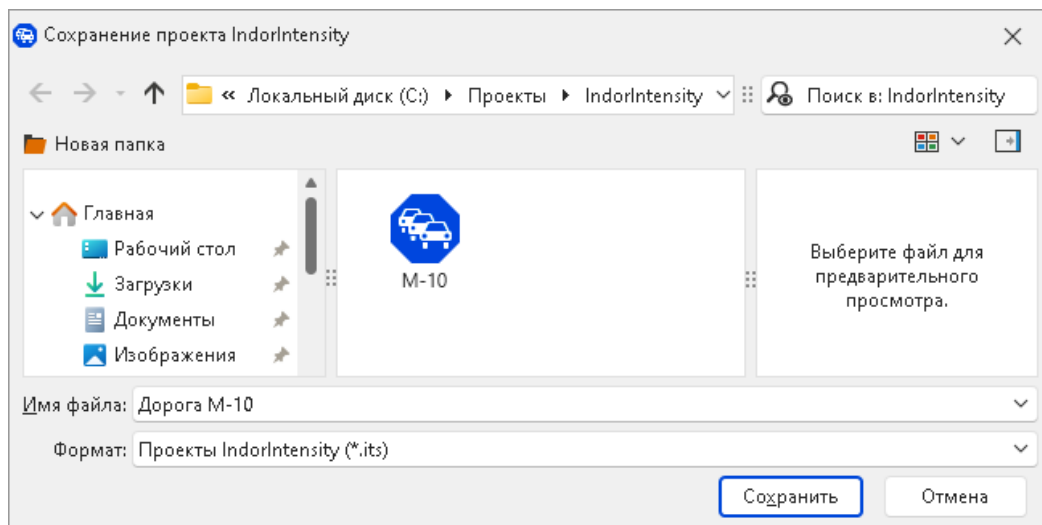 Сохранение проекта IndorIntensity
« Локальный диск (C:) Проекты IndorIntensity
Поиск в: IndorIntensity
Новая папка
Главная
Рабочий стол
Загрузки
Документы
Изображения
М-10
Выберите файл для
предварительного
просмотра.
Имя файла: Дорога М-10
Формат: Проекты IndorIntensity (*.its)
Сохранить
Отмена